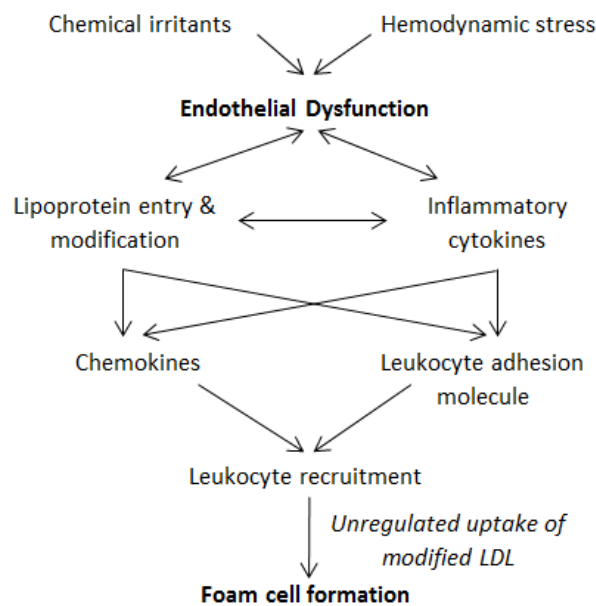 Chemical irritants
Hemodynamic stress
Endothelial Dysfunction
Lipoprotein entry &
modification
Inflammatory
cytokines
Chemokines
Leukocyte adhesion
molecule
Leukocyte recruitment
Unregulated uptake of
modified LDL
Foam cell formation